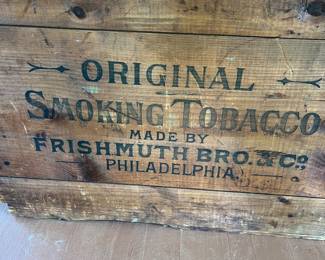 ORIGINAL
SMOKING TOBACCO
MADE BY
FRISHMUTH BRO. & Co.
PHILADELPHIA.